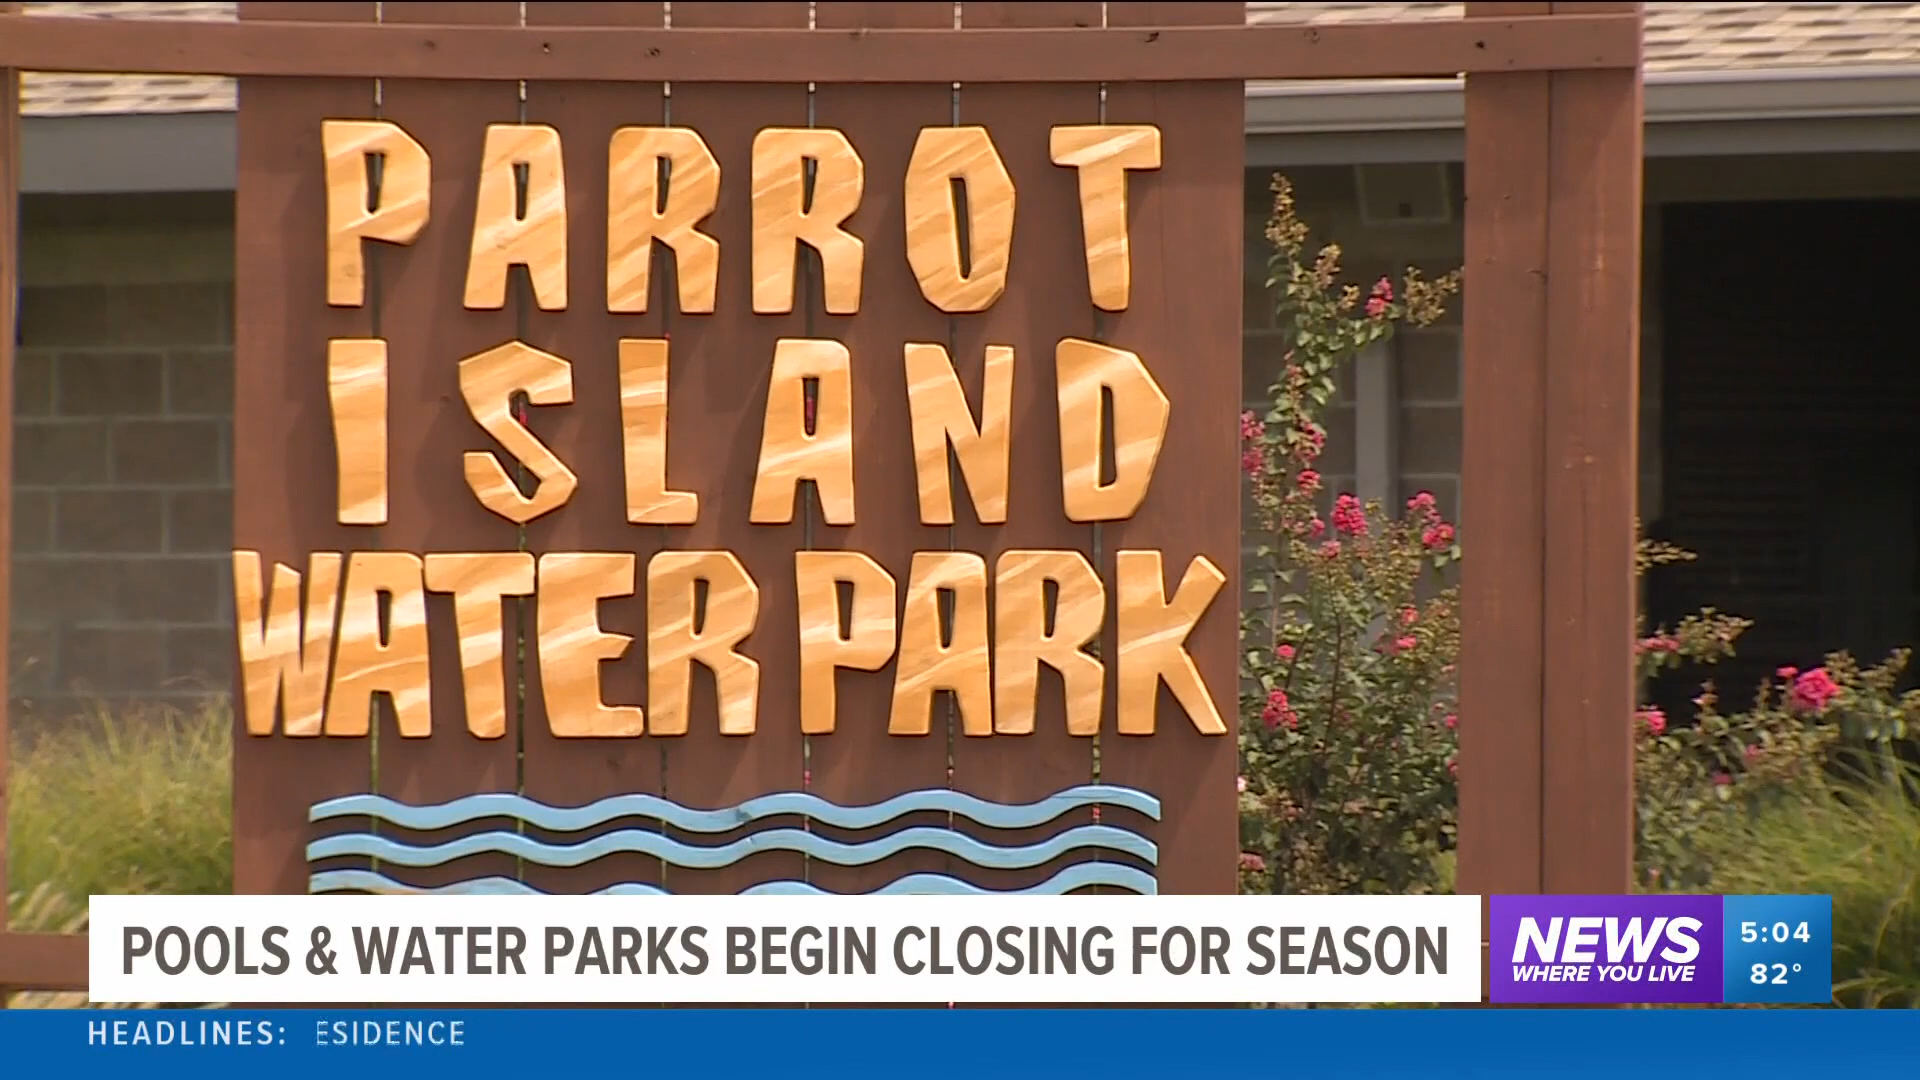 PARROT
ISLAND
WATER PARK
POOLS & WATER PARKS BEGIN CLOSING FOR SEASON
NEWS
WHERE YOU LIVE
5:04
82°
HEADLINES: ESIDENCE